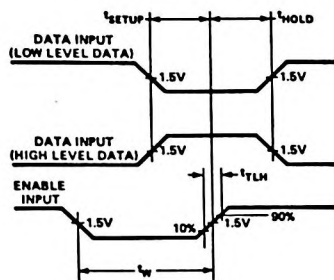 tSETUP
tHOLD
DATA INPUT
(LOW LEVEL DATA)
1.5V
1.5V
DATA INPUT
(HIGH LEVEL DATA)
1.5V
1.5V
tTLH
ENABLE
INPUT
1.5V
10%
1.5V
90%
tW